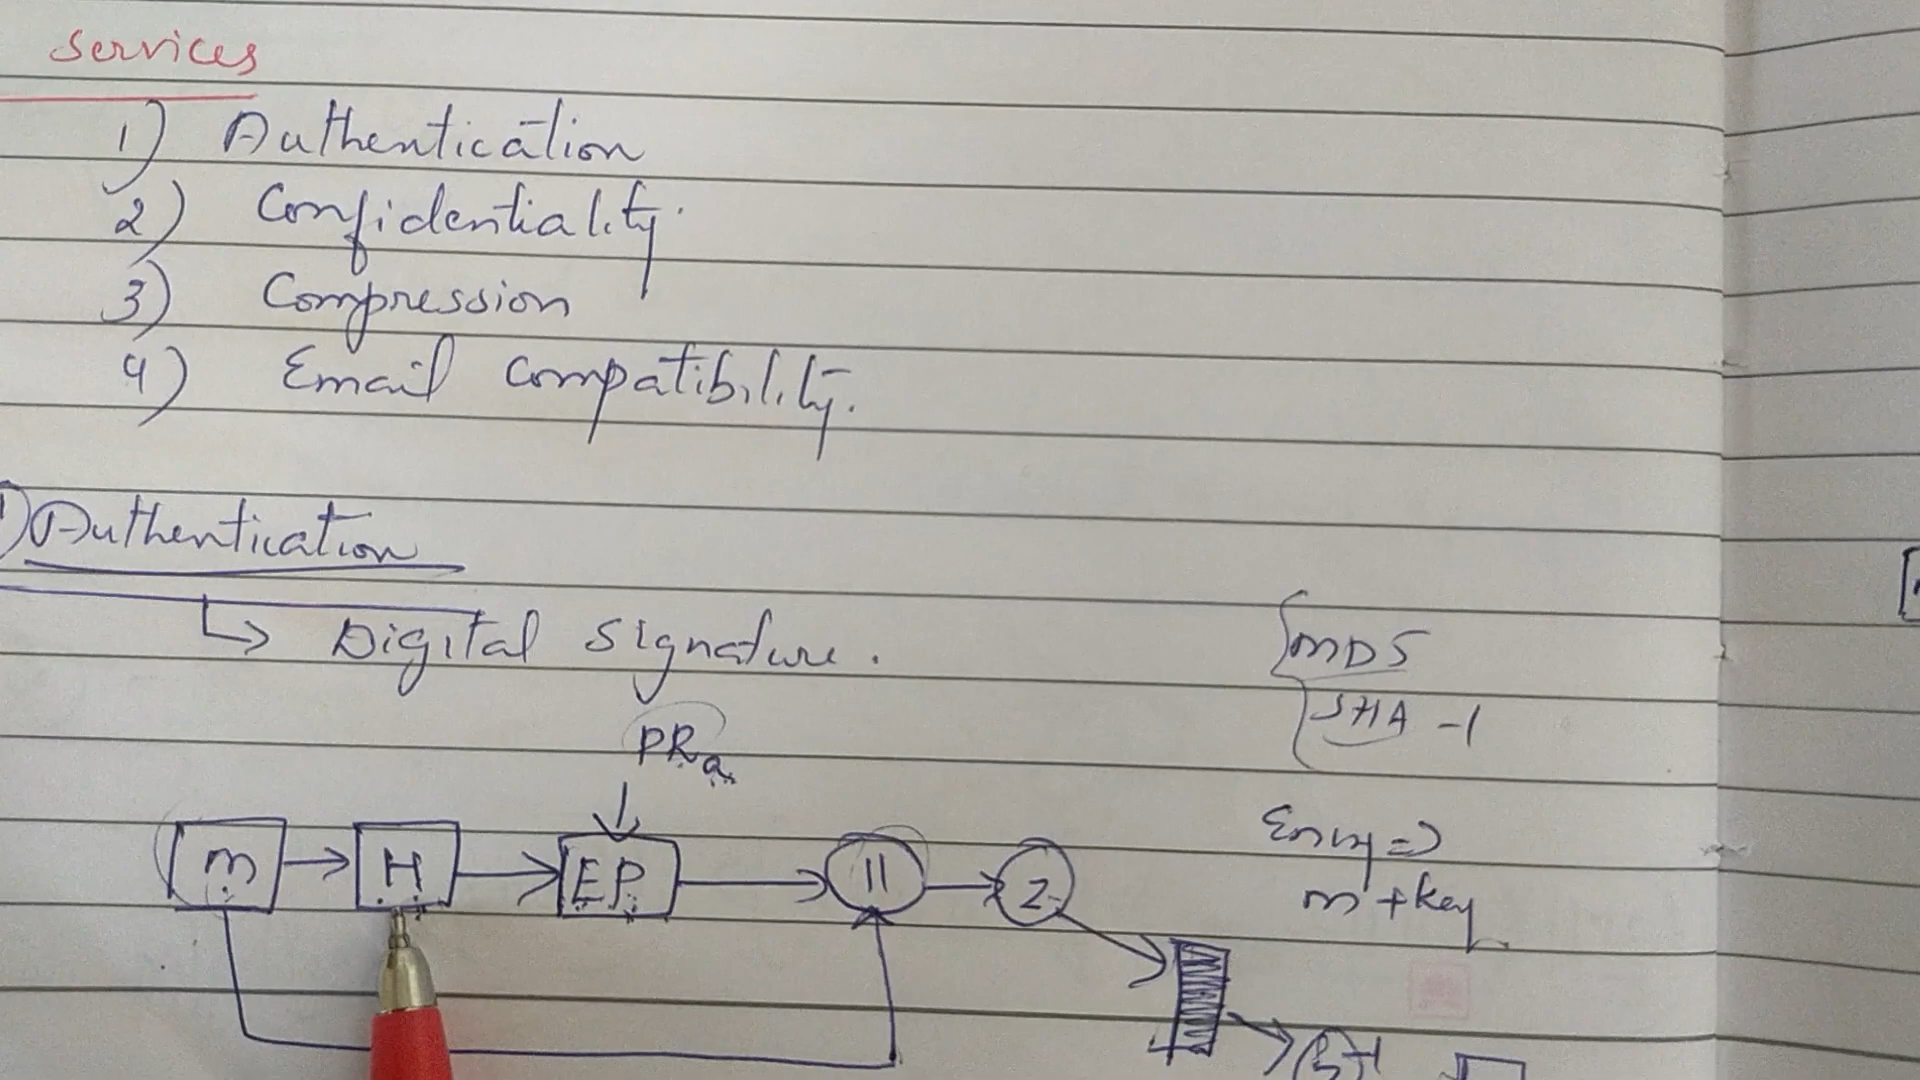 Services
1) Authentication
2) Confidentiality.
3) Compression
4) Email compatibility.
1) Authentication
Digital Signature.
MD5
SHA-1
PRa
m H EP || Z
m + key